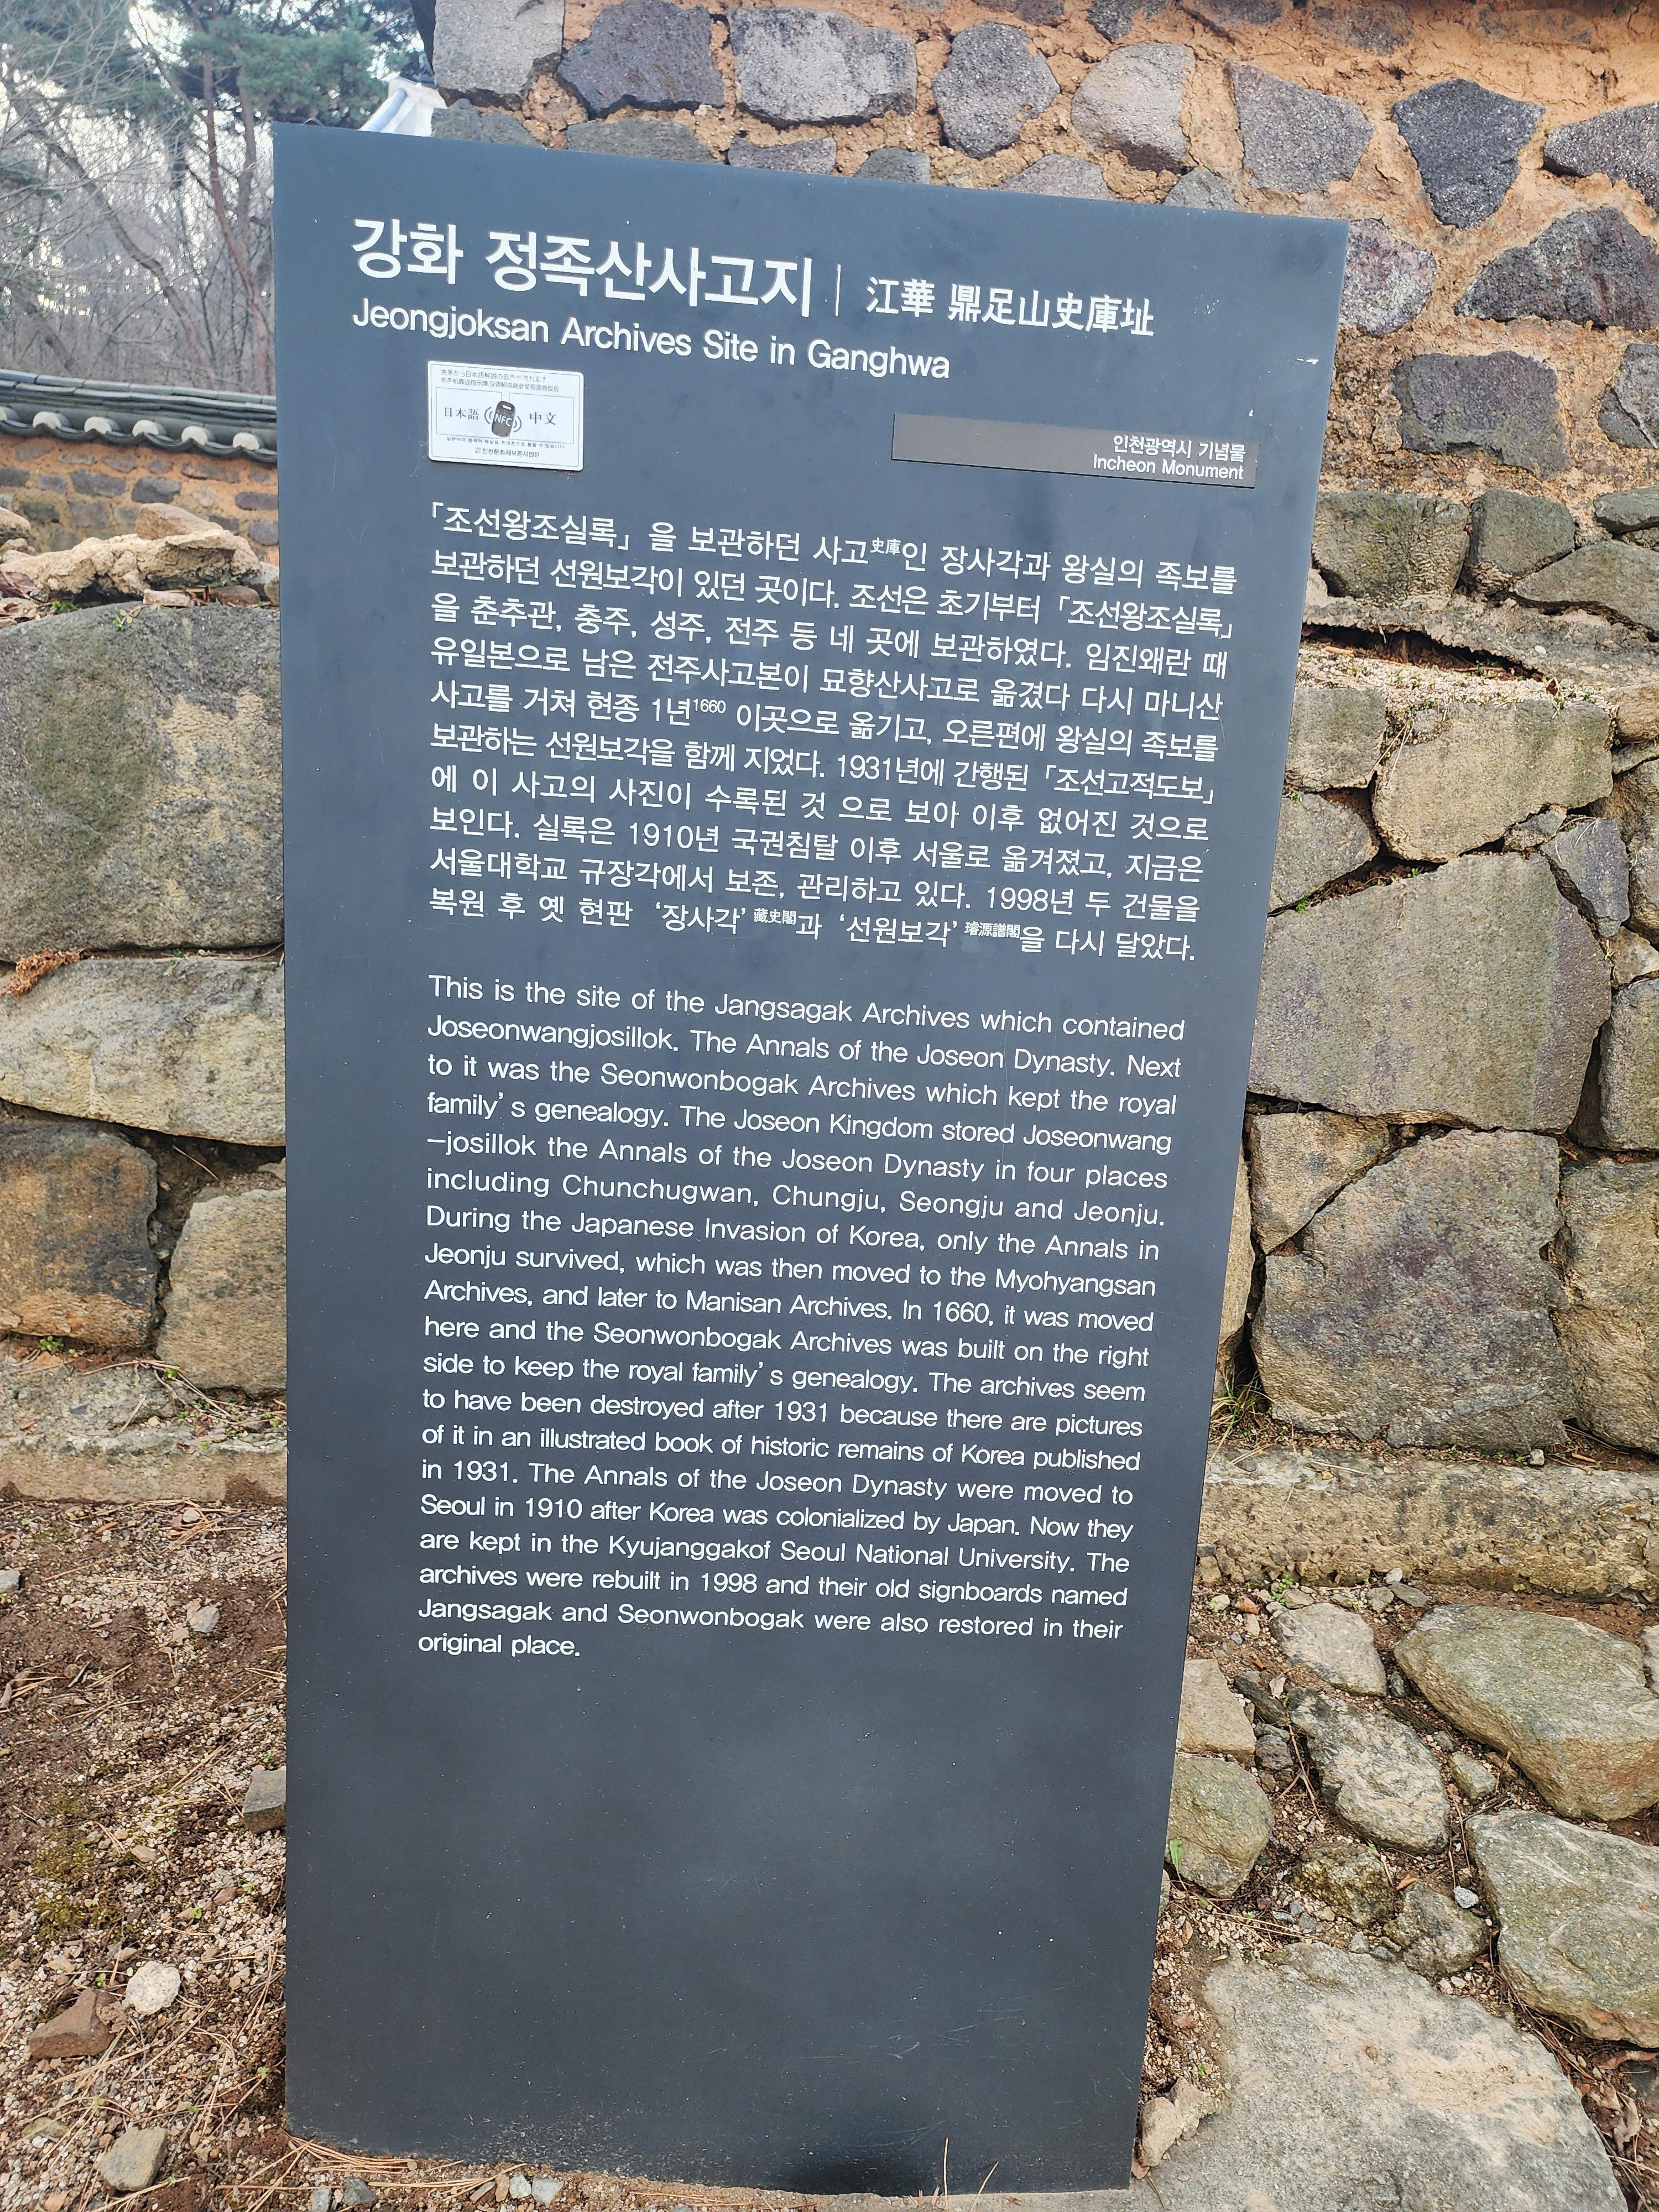 강화 정족산사고지 | 江華 鼎足山史庫址
Jeongjoksan Archives Site in Ganghwa
日本語 NFC 中文
인천광역시 기념물
Incheon Monument
「조선왕조실록」 을 보관하던 사고史庫인 장사각과 왕실의 족보를
보관하던 선원보각이 있던 곳이다. 조선은 초기부터 「조선왕조실록」
을 춘추관, 충주, 성주, 전주 등 네 곳에 보관하였다. 임진왜란 때
유일본으로 남은 전주사고본이 묘향산사고로 옮겼다 다시 마니산
사고를 거쳐 현종 1년1660 이곳으로 옮기고, 오른편에 왕실의 족보를
보관하는 선원보각을 함께 지었다. 1931년에 간행된 「조선고적도보」
에 이 사고의 사진이 수록된 것 으로 보아 이후 없어진 것으로
보인다. 실록은 1910년 국권침탈 이후 서울로 옮겨졌고, 지금은
서울대학교 규장각에서 보존, 관리하고 있다. 1998년 두 건물을
복원 후 옛 현판 ‘장사각’藏史閣과 ‘선원보각’璿源譜閣을 다시 달았다.
This is the site of the Jangsagak Archives which contained
Joseonwangjosillok. The Annals of the Joseon Dynasty. Next
to it was the Seonwonbogak Archives which kept the royal
family’s genealogy. The Joseon Kingdom stored Joseonwang
–josillok the Annals of the Joseon Dynasty in four places
including Chunchugwan, Chungju, Seongju and Jeonju.
During the Japanese Invasion of Korea, only the Annals in
Jeonju survived, which was then moved to the Myohyangsan
Archives, and later to Manisan Archives. In 1660, it was moved
here and the Seonwonbogak Archives was built on the right
side to keep the royal family’s genealogy. The archives seem
to have been destroyed after 1931 because there are pictures
of it in an illustrated book of historic remains of Korea published
in 1931. The Annals of the Joseon Dynasty were moved to
Seoul in 1910 after Korea was colonialized by Japan. Now they
are kept in the Kyujanggakof Seoul National University. The
archives were rebuilt in 1998 and their old signboards named
Jangsagak and Seonwonbogak were also restored in their
original place.